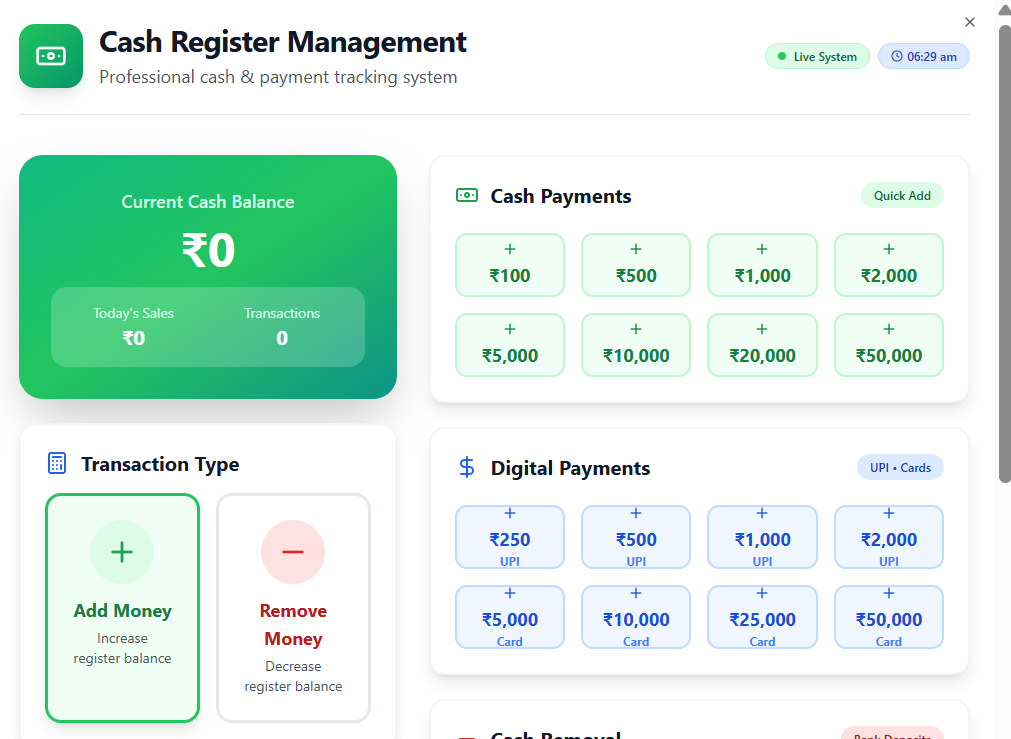 Cash Register Management
Professional cash & payment tracking system
Live System
06:29 am
Current Cash Balance
₹0
Today's Sales
₹0
Transactions
0
Transaction Type
Add Money
Increase
register balance
Remove
Money
Decrease
register balance
Cash Payments
Quick Add
+
₹100
+
₹500
+
₹1,000
+
₹2,000
+
₹5,000
+
₹10,000
+
₹20,000
+
₹50,000
Digital Payments
UPI • Cards
+
₹250
UPI
+
₹500
UPI
+
₹1,000
UPI
+
₹2,000
UPI
+
₹5,000
Card
+
₹10,000
Card
+
₹25,000
Card
+
₹50,000
Card
Cash Removal
Bank Deposits